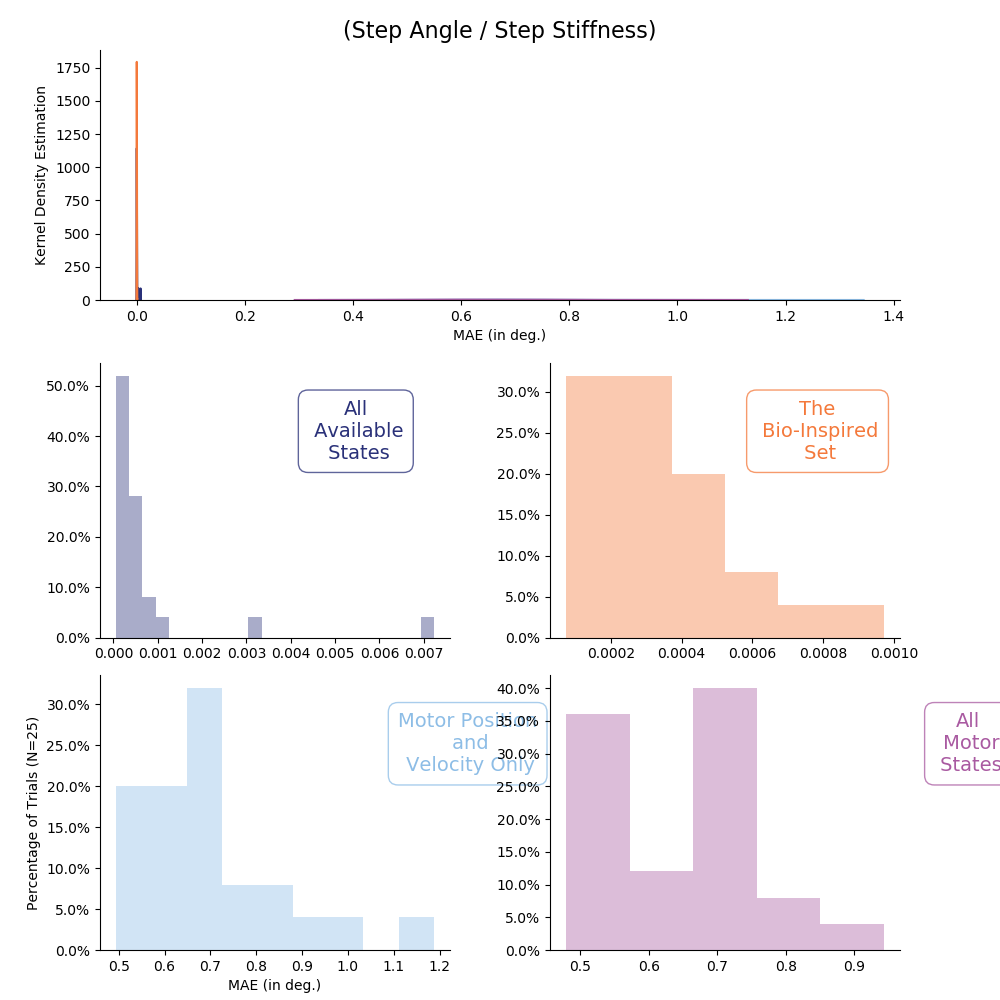 (Step Angle / Step Stiffness)
Kernel Density Estimation
1750
1500
1250
1000
750
500
250
0
0.0 0.2 0.4 0.6 0.8 1.0 1.2 1.4
MAE (in deg.)
50.0%
40.0%
30.0%
20.0%
10.0%
0.0%
0.000 0.001 0.002 0.003 0.004 0.005 0.006 0.007
All
Available
States
30.0%
25.0%
20.0%
15.0%
10.0%
5.0%
0.0%
0.0002 0.0004 0.0006 0.0008 0.0010
The
Bio-Inspired
Set
Percentage of Trials (N=25)
30.0%
25.0%
20.0%
15.0%
10.0%
5.0%
0.0%
0.5 0.6 0.7 0.8 0.9 1.0 1.1 1.2
MAE (in deg.)
Motor Position
and
Velocity Only
40.0%
35.0%
30.0%
25.0%
20.0%
15.0%
10.0%
5.0%
0.0%
0.5 0.6 0.7 0.8 0.9
All
Motor
States